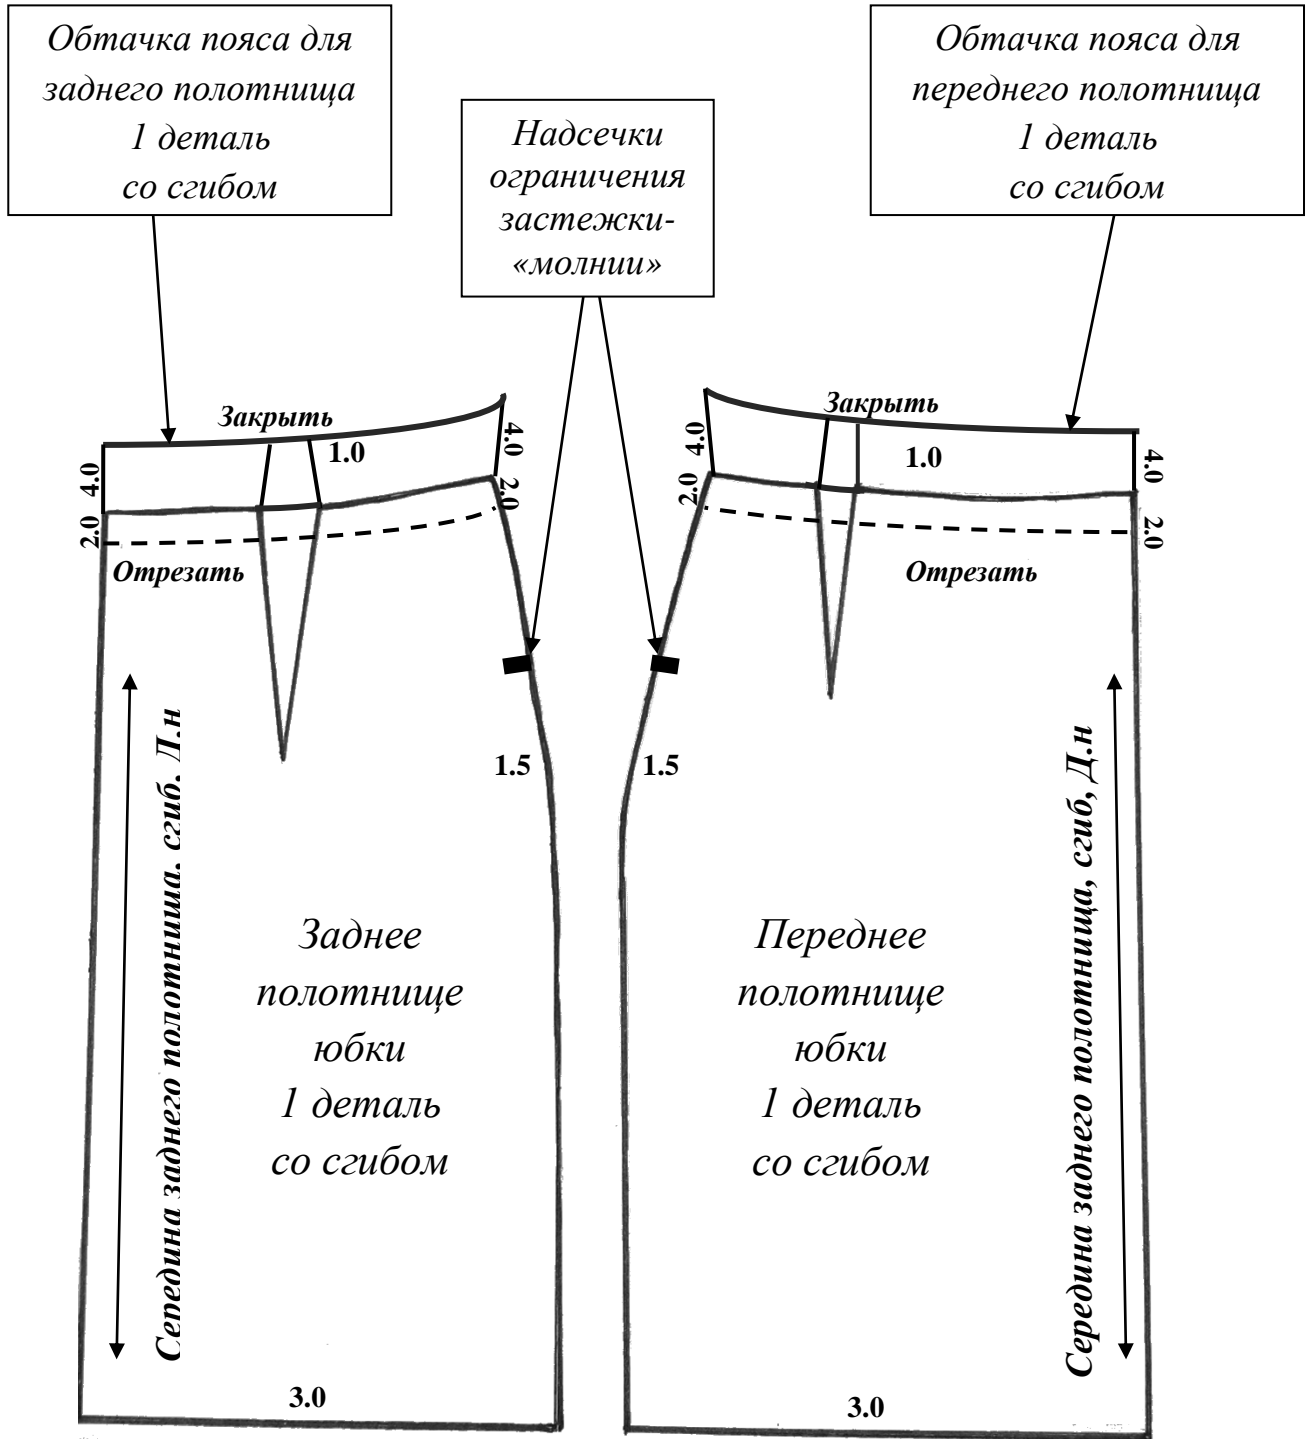 Обтачка пояса для
заднего полотнища
1 деталь
со сгибом
Надсечки
ограничения
застежки-
«молнии»
Обтачка пояса для
переднего полотнища
1 деталь
со сгибом
Закрыть
1.0
4.0
4.0
2.0
2.0
Отрезать
Закрыть
1.0
4.0
4.0
2.0
2.0
Отрезать
1.5
1.5
Середина заднего полотнища, сгиб, Д.н
Заднее
полотнище
юбки
1 деталь
со сгибом
Переднее
полотнище
юбки
1 деталь
со сгибом
Середина заднего полотнища, сгиб, Д.н
3.0
3.0